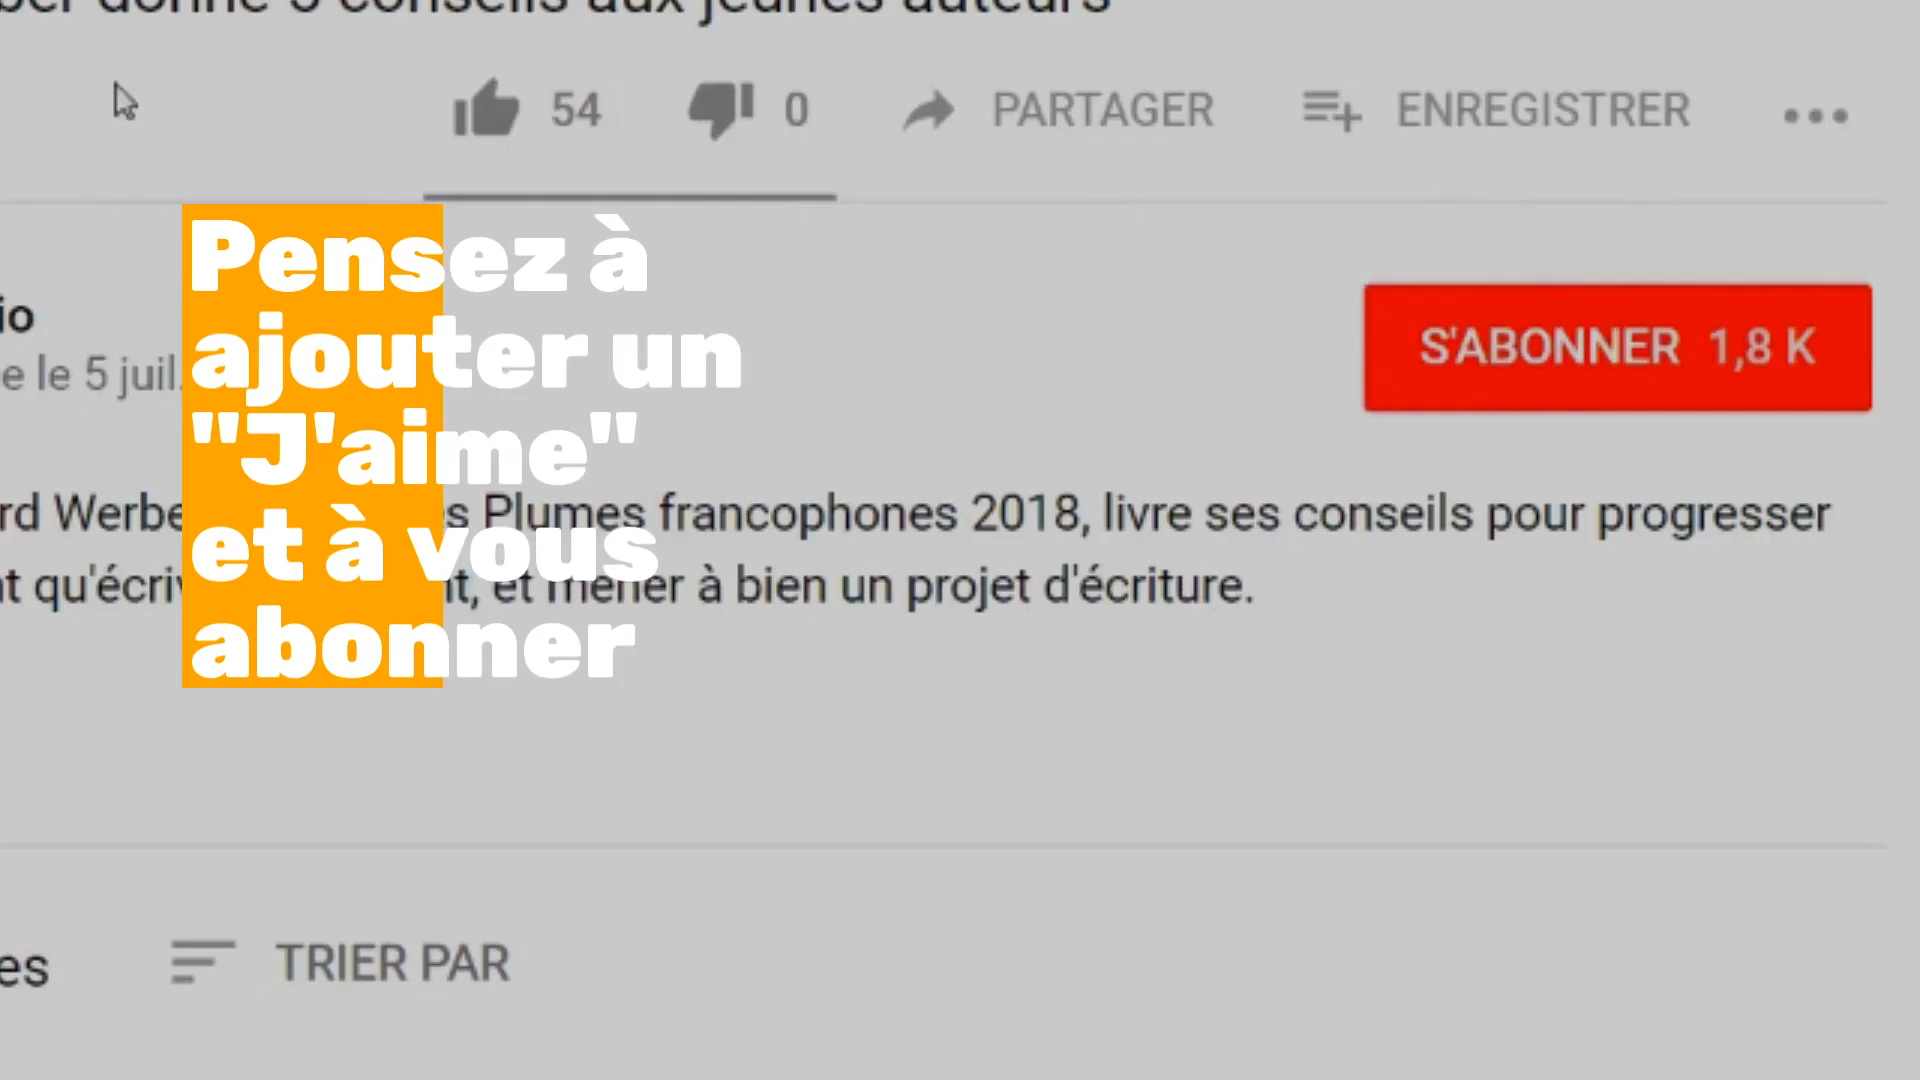 donne 5 conseils aux jeunes auteurs
54 0 PARTAGER ENREGISTRER
Pensez à
ajouter un
"J'aime"
et à vous
abonner
io
e le 5 juil.
S'ABONNER 1,8 K
rd Werbe s Plumes francophones 2018, livre ses conseils pour progresser
nt qu'écriv t, et mener à bien un projet d'écriture.
es TRIER PAR